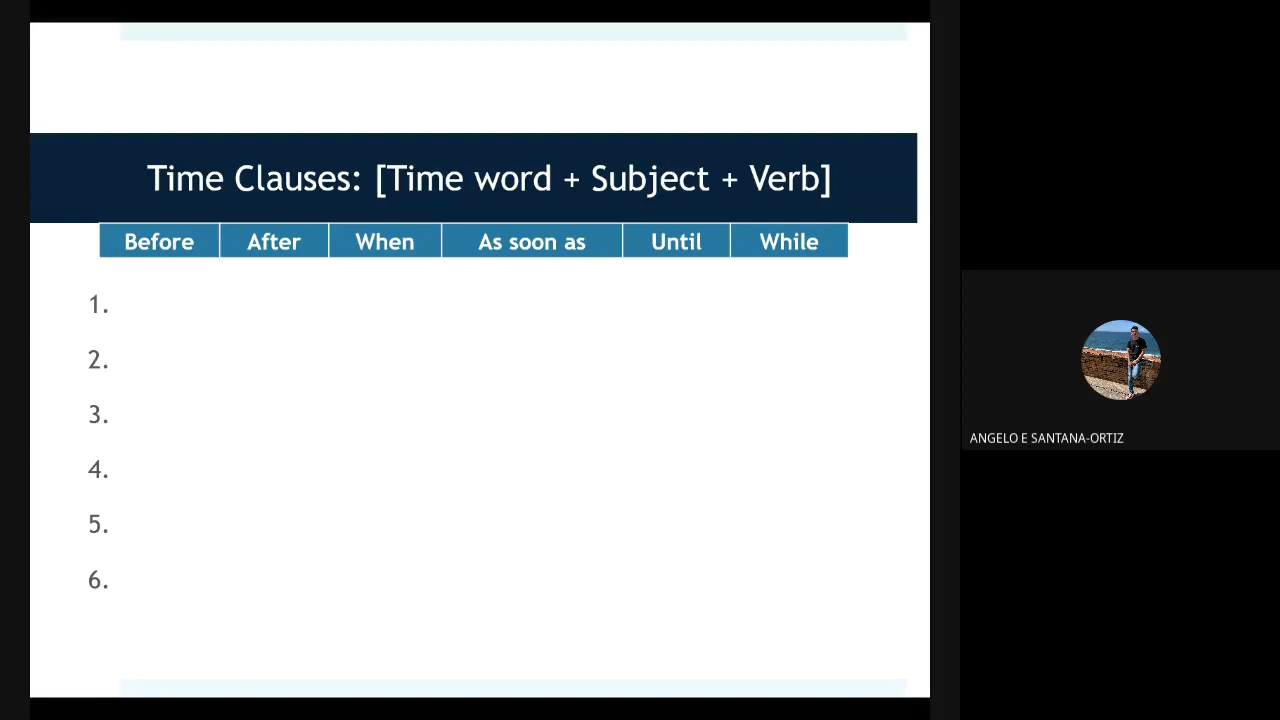 Time Clauses: [Time word + Subject + Verb]
Before After When As soon as Until While
1.
2.
3.
4.
5.
6.
ANGELO E SANTANA-ORTIZ